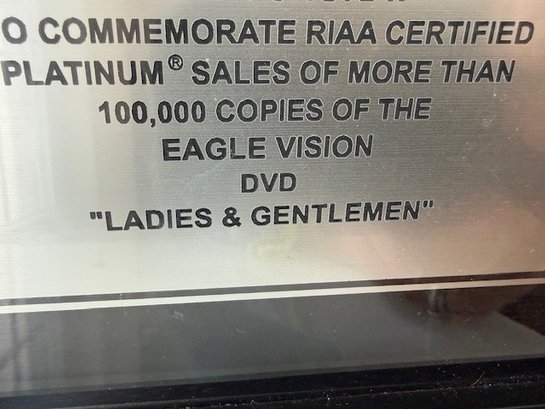 O COMMEMORATE RIAA CERTIFIED
PLATINUM® SALES OF MORE THAN
100,000 COPIES OF THE
EAGLE VISION
DVD
"LADIES & GENTLEMEN"